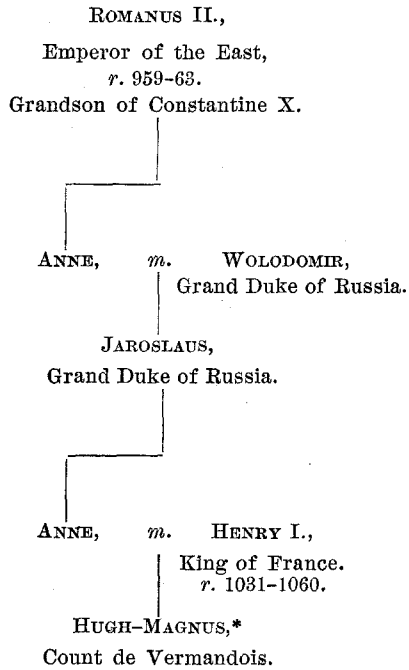 ROMANUS II.,
Emperor of the East,
r. 959-63.
Grandson of Constantine X.
ANNE, m. WOLODOMIR,
Grand Duke of Russia.
JAROSLAUS,
Grand Duke of Russia.
ANNE, m. HENRY I.,
King of France.
r. 1031-1060.
HUGH-MAGNUS,*
Count de Vermandois.